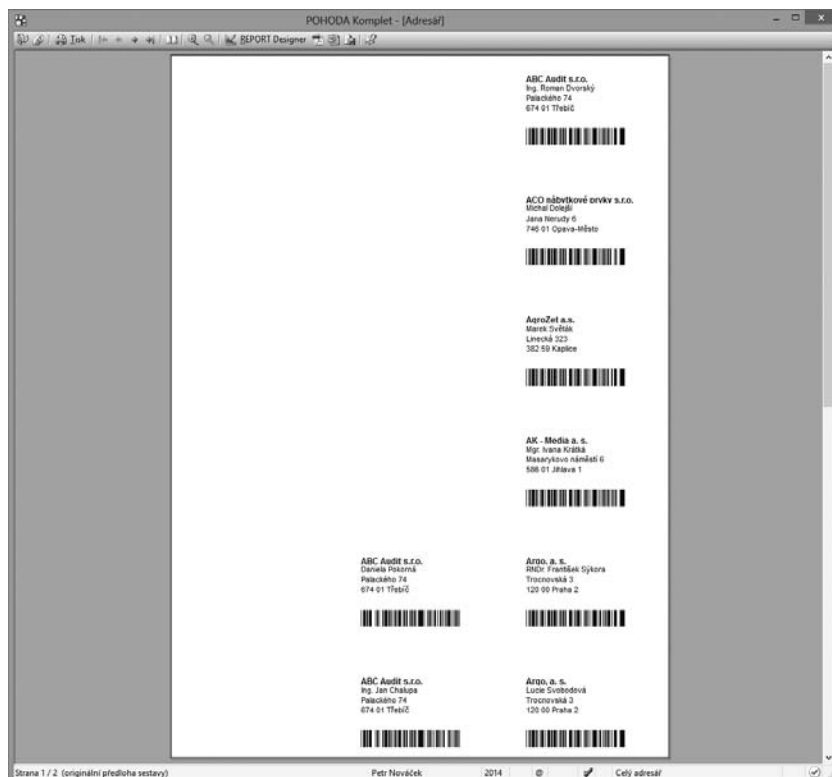 POHODA Komplet - [Adresář]
Tisk
REPORT Designer
ABC Audit s.r.o.
Ing. Roman Dvorský
Palackého 74
674 01 Třebíč
ACO nábytkové prvky s.r.o.
Michal Dolejší
Jana Nerudy 6
746 01 Opava-Město
AgroZet a.s.
Marek Světák
Linecká 323
382 59 Kaplice
AK - Media a. s.
Mgr. Ivana Krátká
Masarykovo náměstí 6
586 01 Jihlava 1
ABC Audit s.r.o.
Daniela Pokorná
Palackého 74
674 01 Třebíč
Argo, a. s.
RNDr. František Sýkora
Trocnovská 3
120 00 Praha 2
ABC Audit s.r.o.
Ing. Jan Chalupa
Palackého 74
674 01 Třebíč
Argo, a. s.
Lucie Svobodová
Trocnovská 3
120 00 Praha 2
Strana 1 / 2 (originální předloha sestavy)
Petr Nováček
2014
@
Celý adresář